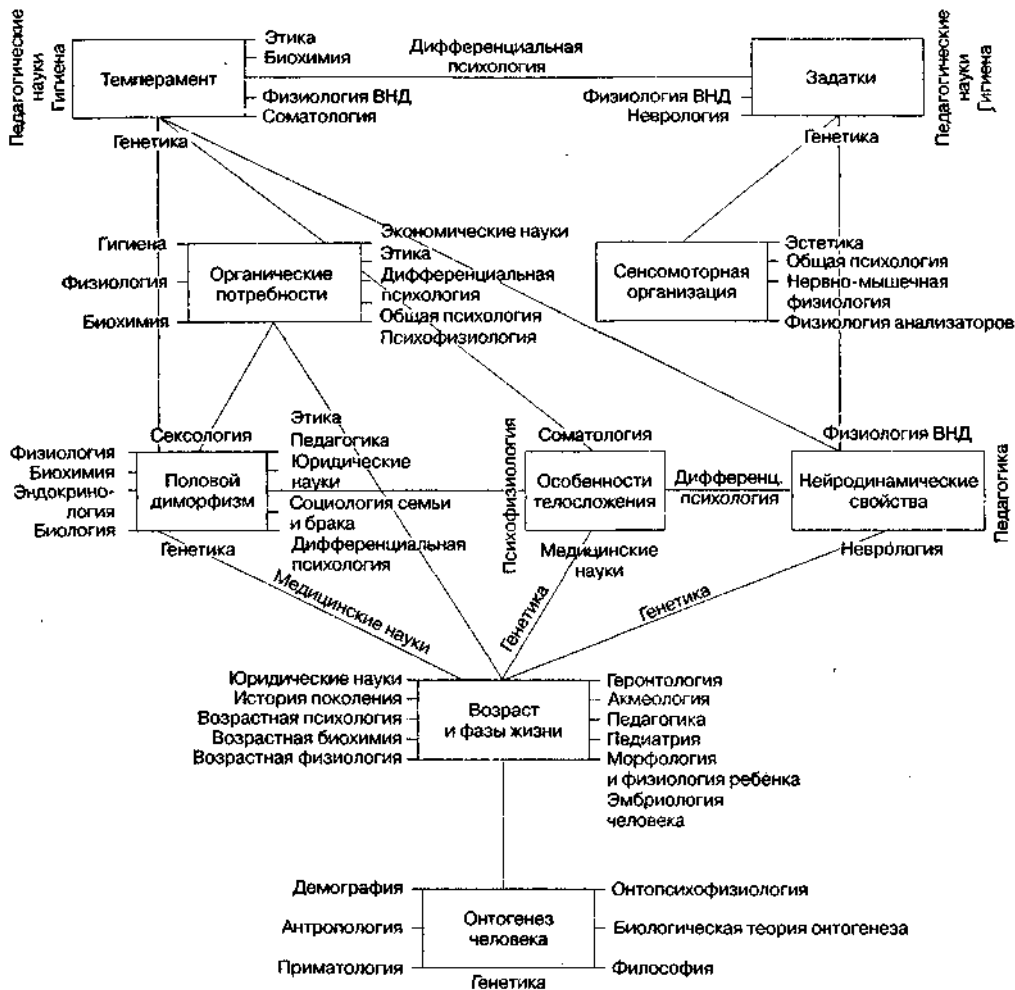 Педагогические
науки
Гигиена
Темперамент
Этика
Биохимия
Физиология ВНД
Соматология
Генетика
Дифференциальная
психология
Задатки
Физиология ВНД
Неврология
Генетика
Педагогические
науки
Гигиена
Гигиена
Физиология
Биохимия
Органические
потребности
Экономические науки
Этика
Дифференциальная
психология
Общая психология
Психофизиология
Сенсомоторная
организация
Эстетика
Общая психология
Нервно-мышечная
физиология
Физиология анализаторов
Сексология
Физиология
Биохимия
Эндокрино-
логия
Биология
Половой
диморфизм
Генетика
Этика
Педагогика
Юридические
науки
Социология семьи
и брака
Дифференциальная
психология
Психофизиология
Соматология
Особенности
телосложения
Медицинские
науки
Дифференц.
психология
Физиология ВНД
Нейродинамические
свойства
Неврология
Педагогика
Медицинские науки
Генетика
Генетика
Юридические науки
История поколения
Возрастная психология
Возрастная биохимия
Возрастная физиология
Возраст
и фазы жизни
Геронтология
Акмеология
Педагогика
Педиатрия
Морфология
и физиология ребенка
Эмбриология
человека
Демография
Антропология
Приматология
Онтогенез
человека
Генетика
Онтопсихофизиология
Биологическая теория онтогенеза
Философия